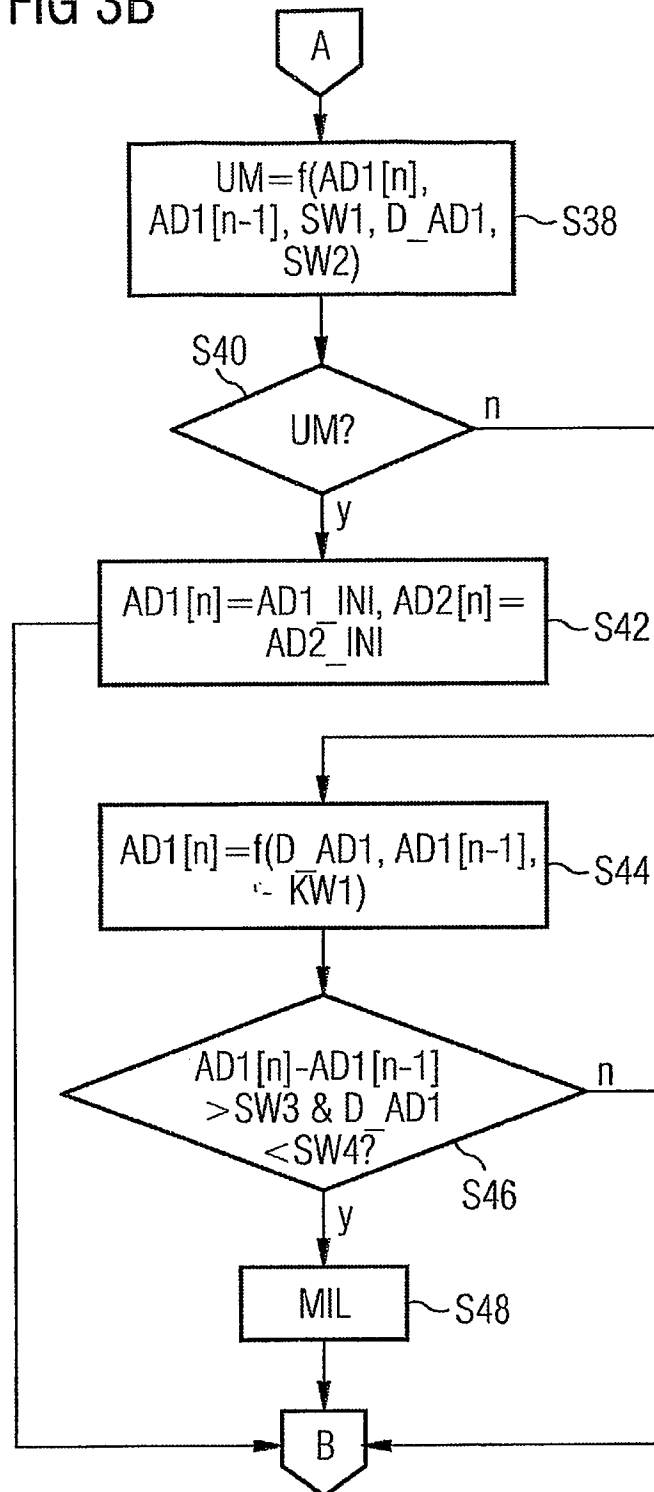 FIG 3B
A
UM=f(AD1[n],
AD1[n-1], SW1, D_AD1,
SW2)
S38
S40
UM?
n
y
AD1[n]=AD1_INI, AD2[n]=
AD2_INI
S42
AD1[n]=f(D_AD1, AD1[n-1],
KW1)
S44
AD1[n]-AD1[n-1]
>SW3 & D_AD1
<SW4?
n
S46
y
MIL
S48
B